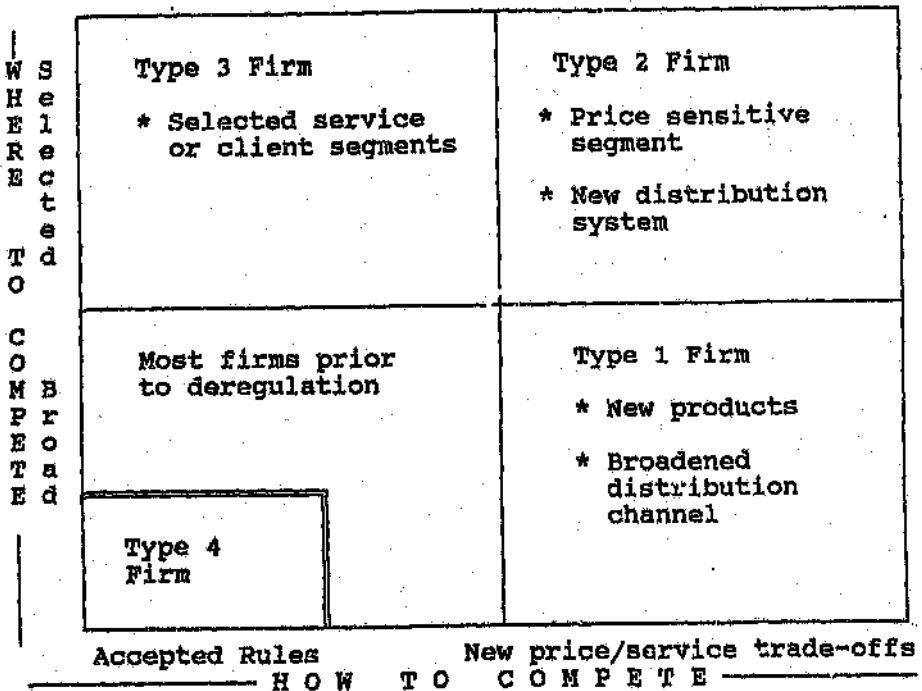 WHERE TO COMPETE
Selected
Broad
Type 3 Firm
* Selected service
or client segments
Type 2 Firm
* Price sensitive
segment
* New distribution
system
Most firms prior
to deregulation
Type 1 Firm
* New products
* Broadened
distribution
channel
Type 4
Firm
Accepted Rules
New price/service trade-offs
HOW TO COMPETE